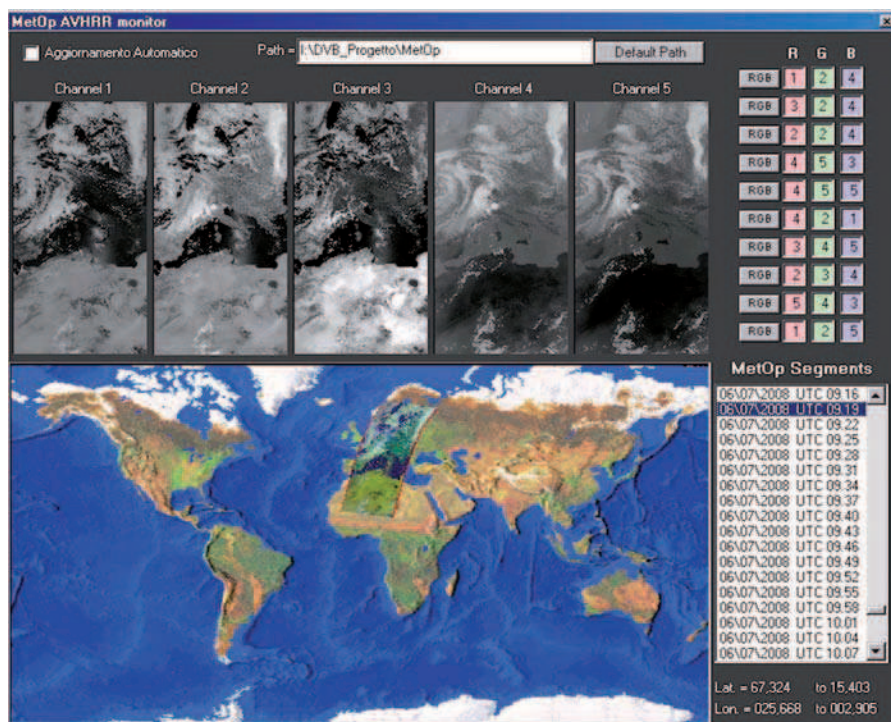 MetOp AVHRR monitor
Aggiornamento Automatico Path = I:\DVB_Progetto\MetOp Default Path
Channel 1 Channel 2 Channel 3 Channel 4 Channel 5
R G B
RGB 1 2 4
RGB 3 2 4
RGB 2 2 4
RGB 4 5 3
RGB 4 5 5
RGB 4 2 1
RGB 3 4 5
RGB 2 3 4
RGB 5 4 3
RGB 1 2 5
MetOp Segments
06\07\2008 UTC 09.16
06\07\2008 UTC 09.19
06\07\2008 UTC 09.22
06\07\2008 UTC 09.25
06\07\2008 UTC 09.28
06\07\2008 UTC 09.31
06\07\2008 UTC 09.34
06\07\2008 UTC 09.37
06\07\2008 UTC 09.40
06\07\2008 UTC 09.43
06\07\2008 UTC 09.46
06\07\2008 UTC 09.49
06\07\2008 UTC 09.52
06\07\2008 UTC 09.55
06\07\2008 UTC 09.58
06\07\2008 UTC 10.01
06\07\2008 UTC 10.04
06\07\2008 UTC 10.07
Lat. = 67,324 to 15,403
Lon. = 025,668 to 002,905